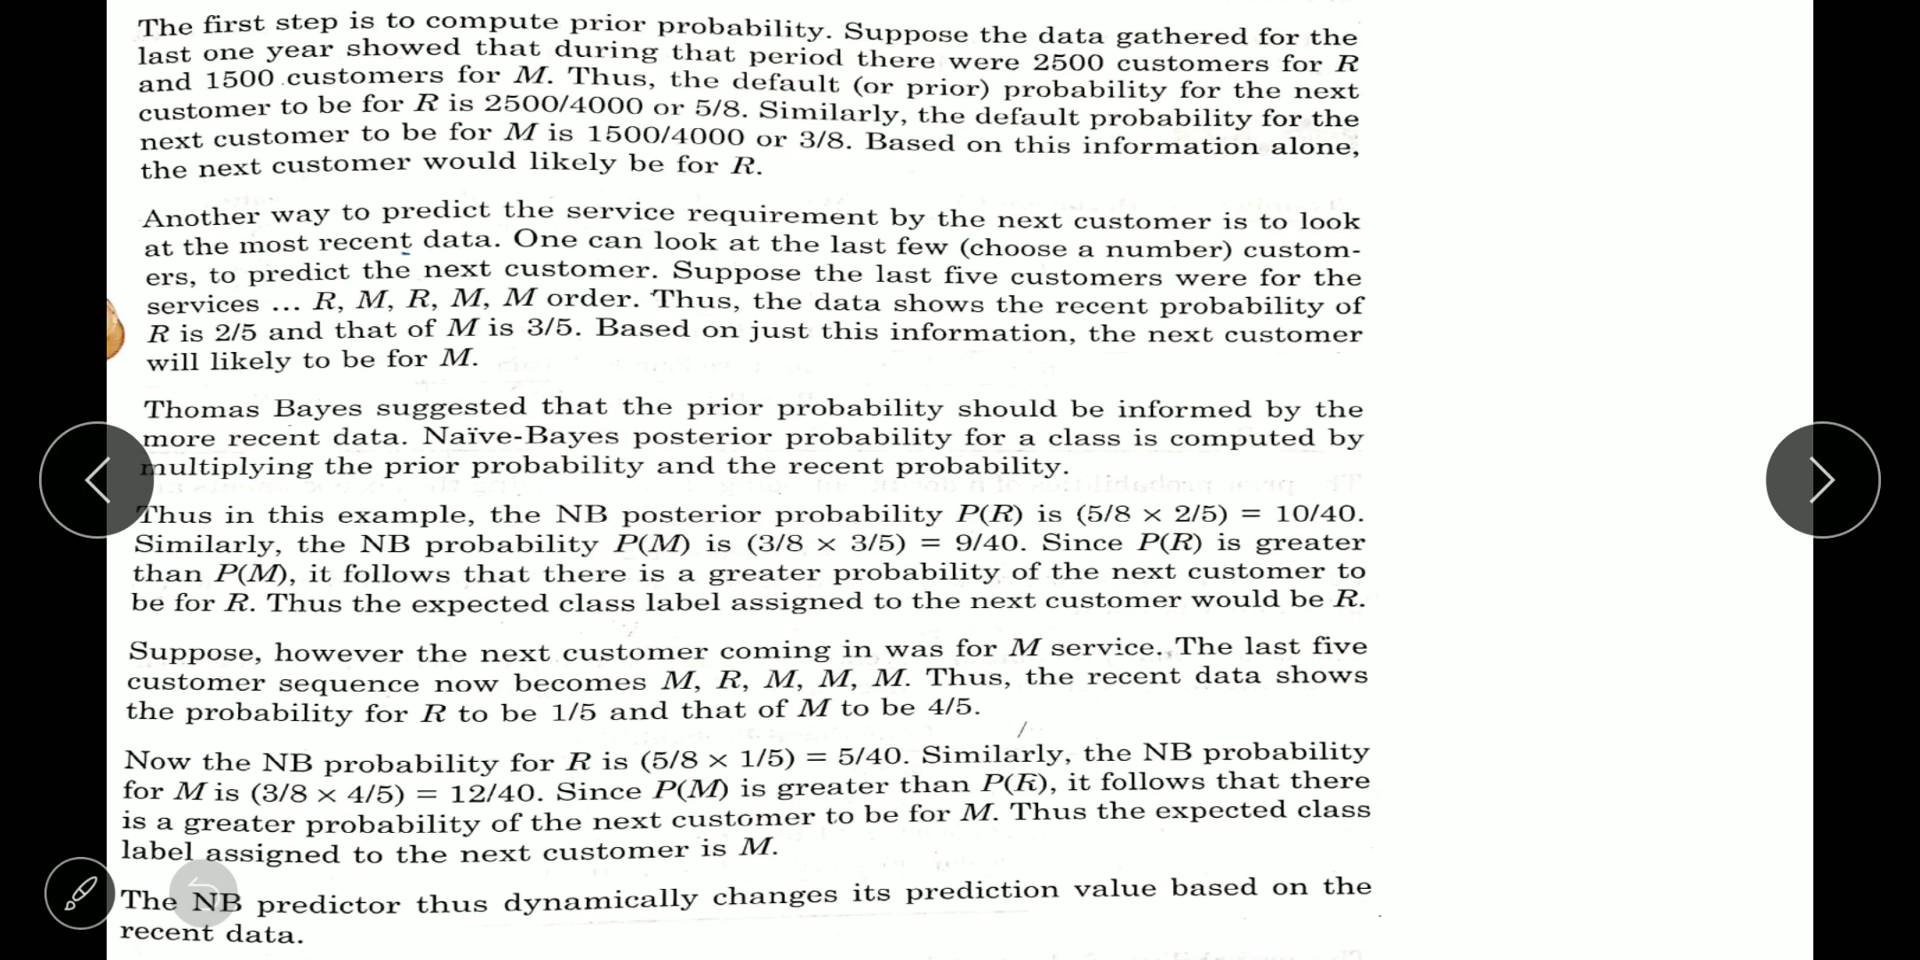 The first step is to compute prior probability. Suppose the data gathered for the
last one year showed that during that period there were 2500 customers for R
and 1500 customers for M. Thus, the default (or prior) probability for the next
customer to be for R is 2500/4000 or 5/8. Similarly, the default probability for the
next customer to be for M is 1500/4000 or 3/8. Based on this information alone,
the next customer would likely be for R.
Another way to predict the service requirement by the next customer is to look
at the most recent data. One can look at the last few (choose a number) custom-
ers, to predict the next customer. Suppose the last five customers were for the
services ... R, M, R, M, M order. Thus, the data shows the recent probability of
R is 2/5 and that of M is 3/5. Based on just this information, the next customer
will likely to be for M.
Thomas Bayes suggested that the prior probability should be informed by the
more recent data. Naïve-Bayes posterior probability for a class is computed by
multiplying the prior probability and the recent probability.
Thus in this example, the NB posterior probability P(R) is (5/8 × 2/5) = 10/40.
Similarly, the NB probability P(M) is (3/8 × 3/5) = 9/40. Since P(R) is greater
than P(M), it follows that there is a greater probability of the next customer to
be for R. Thus the expected class label assigned to the next customer would be R.
Suppose, however the next customer coming in was for M service. The last five
customer sequence now becomes M, R, M, M, M. Thus, the recent data shows
the probability for R to be 1/5 and that of M to be 4/5.
Now the NB probability for R is (5/8 × 1/5) = 5/40. Similarly, the NB probability
for M is (3/8 × 4/5) = 12/40. Since P(M) is greater than P(R), it follows that there
is a greater probability of the next customer to be for M. Thus the expected class
label assigned to the next customer is M.
The NB predictor thus dynamically changes its prediction value based on the
recent data.